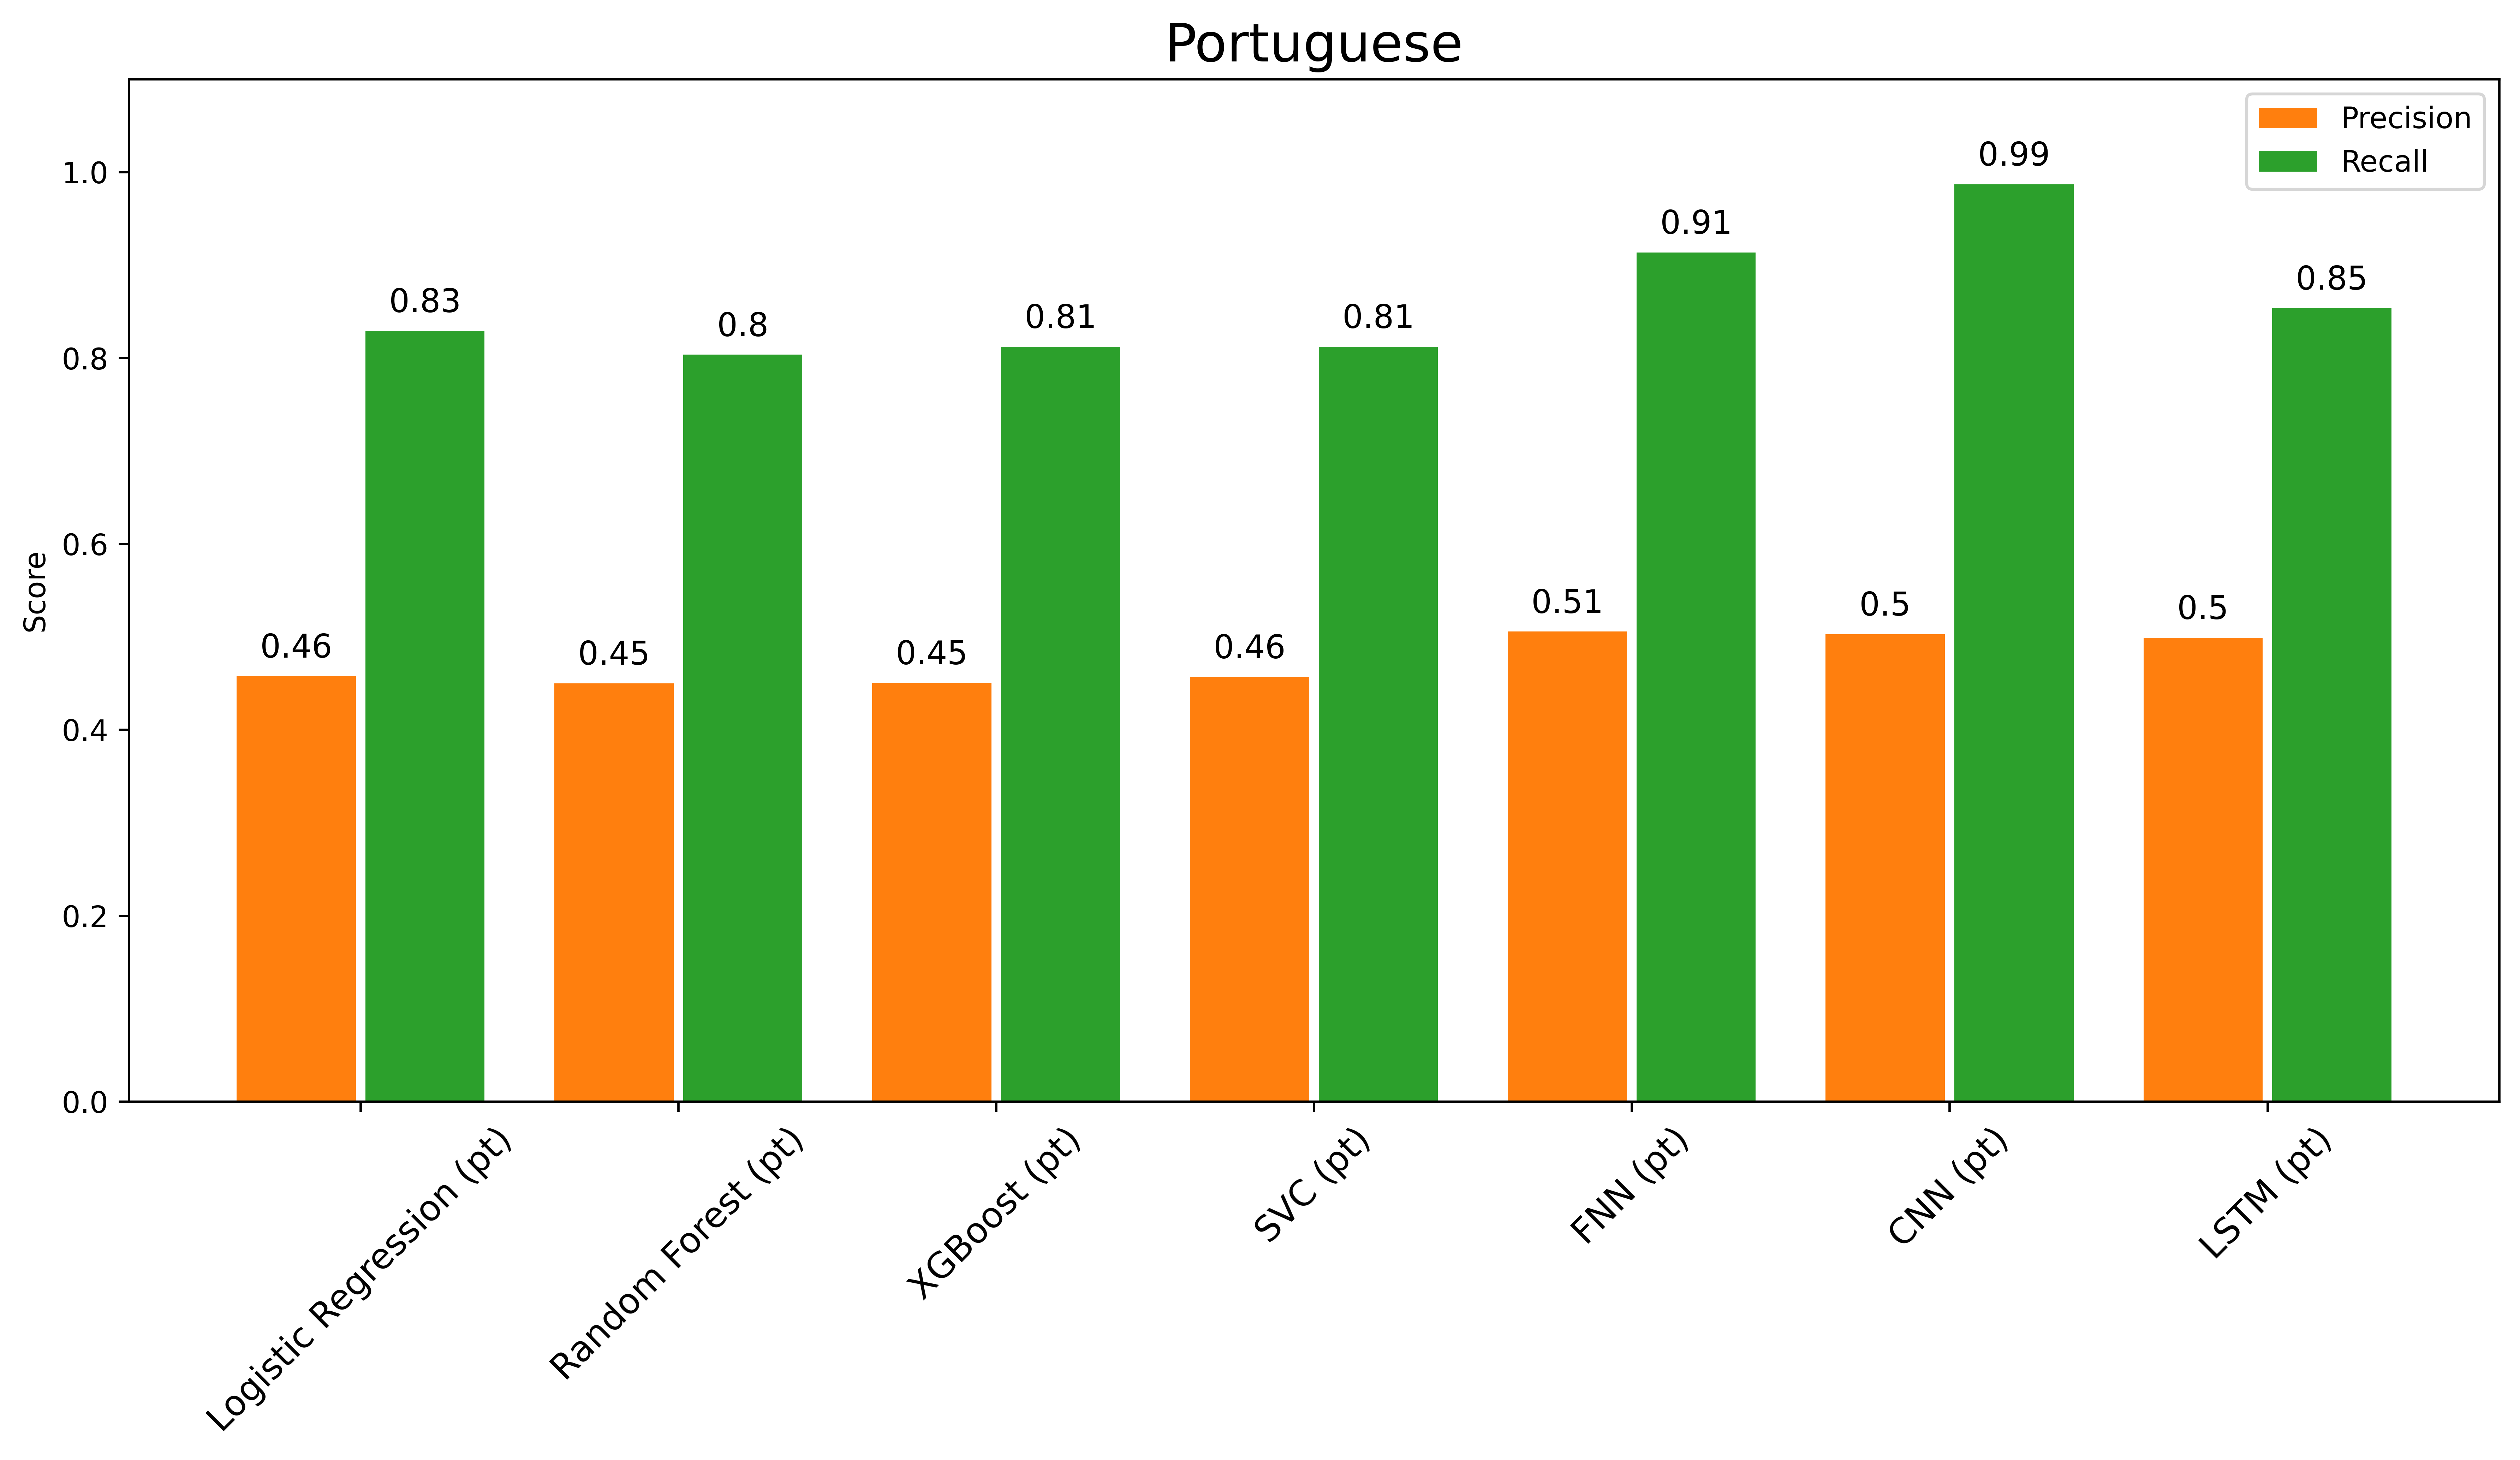 Portuguese
Precision
Recall
Score
1.0
0.8
0.6
0.4
0.2
0.0
0.46
0.83
0.45
0.8
0.45
0.81
0.46
0.81
0.51
0.91
0.5
0.99
0.5
0.85
Logistic Regression (pt)
Random Forest (pt)
XGBoost (pt)
SVC (pt)
FNN (pt)
CNN (pt)
LSTM (pt)